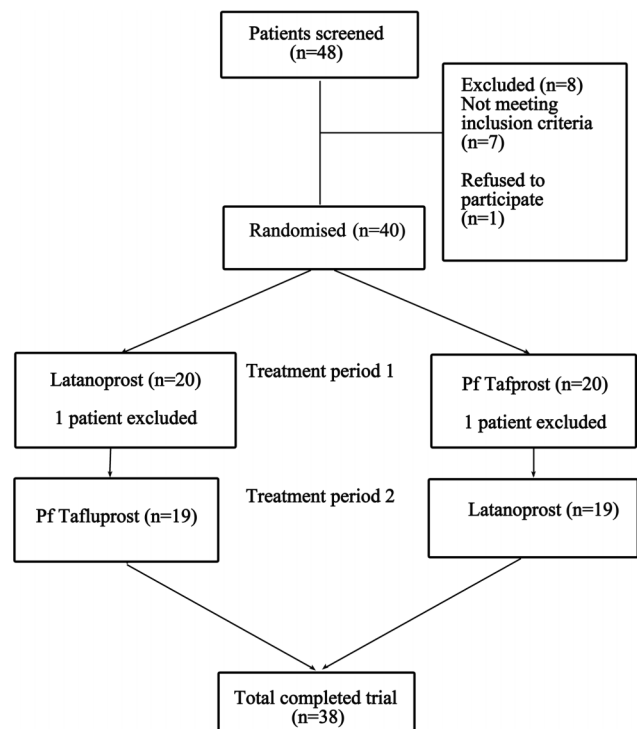 Patients screened
(n=48)
Excluded (n=8)
Not meeting
inclusion criteria
(n=7)
Refused to
participate
(n=1)
Randomised (n=40)
Latanoprost (n=20)
1 patient excluded
Treatment period 1
Pf Tafprost (n=20)
1 patient excluded
Pf Tafluprost (n=19)
Treatment period 2
Latanoprost (n=19)
Total completed trial
(n=38)